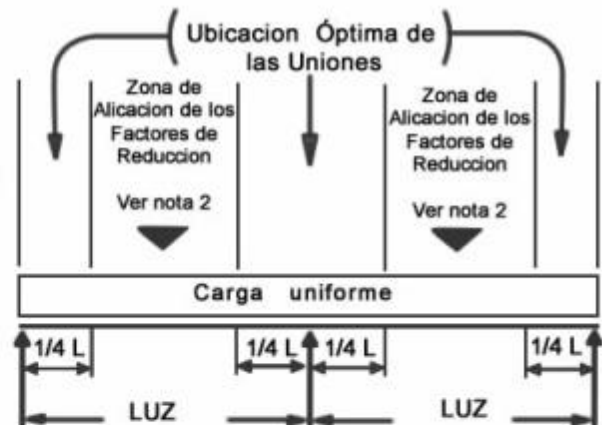 Ubicacion Óptima de
las Uniones
Zona de
Alicacion de los
Factores de
Reduccion
Ver nota 2
Zona de
Alicacion de los
Factores de
Reduccion
Ver nota 2
Carga uniforme
1/4 L
1/4 L
1/4 L
1/4 L
LUZ
LUZ